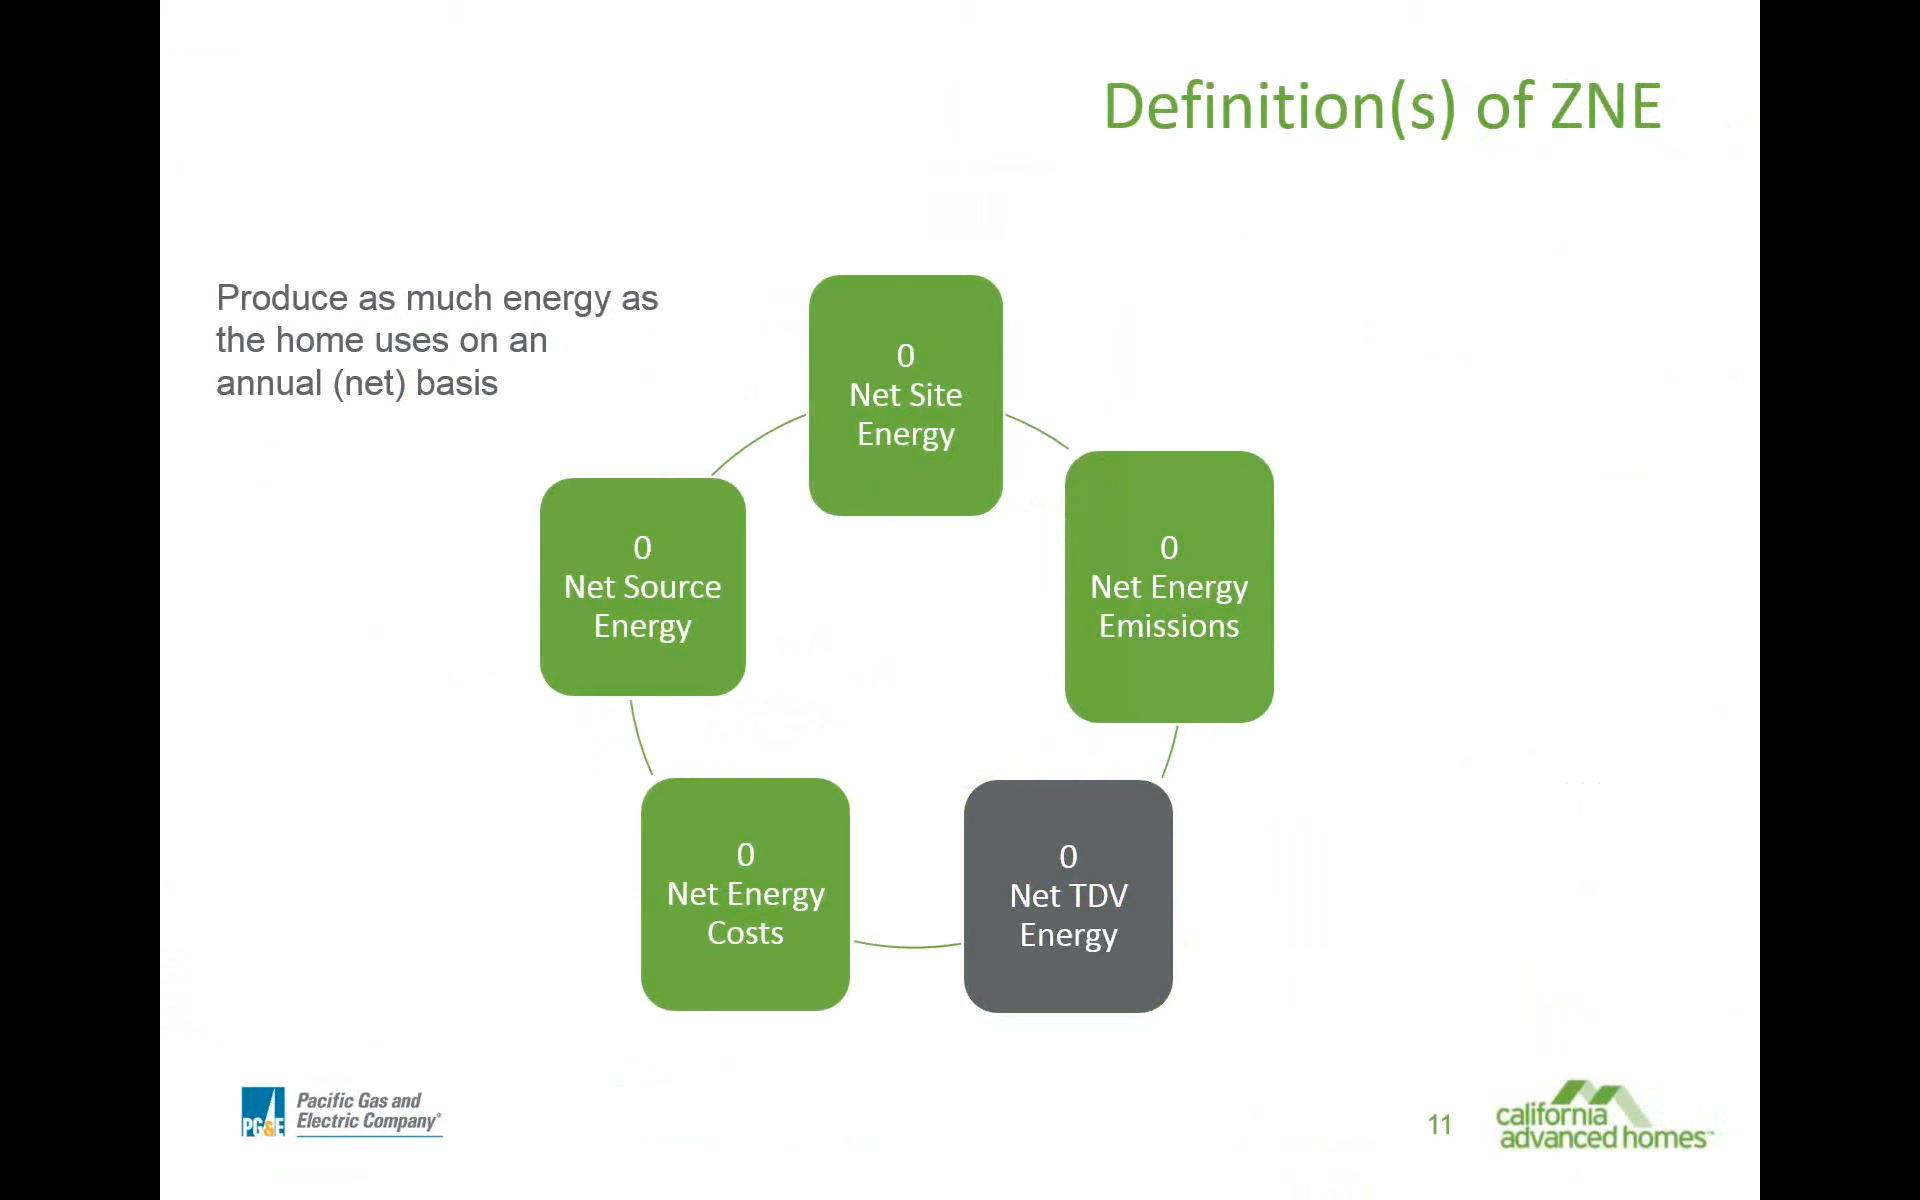 Definition(s) of ZNE
Produce as much energy as
the home uses on an
annual (net) basis
0
Net Site
Energy
0
Net Source
Energy
0
Net Energy
Emissions
0
Net Energy
Costs
0
Net TDV
Energy
PG&E
Pacific Gas and
Electric Company®
11
california
advanced homes™